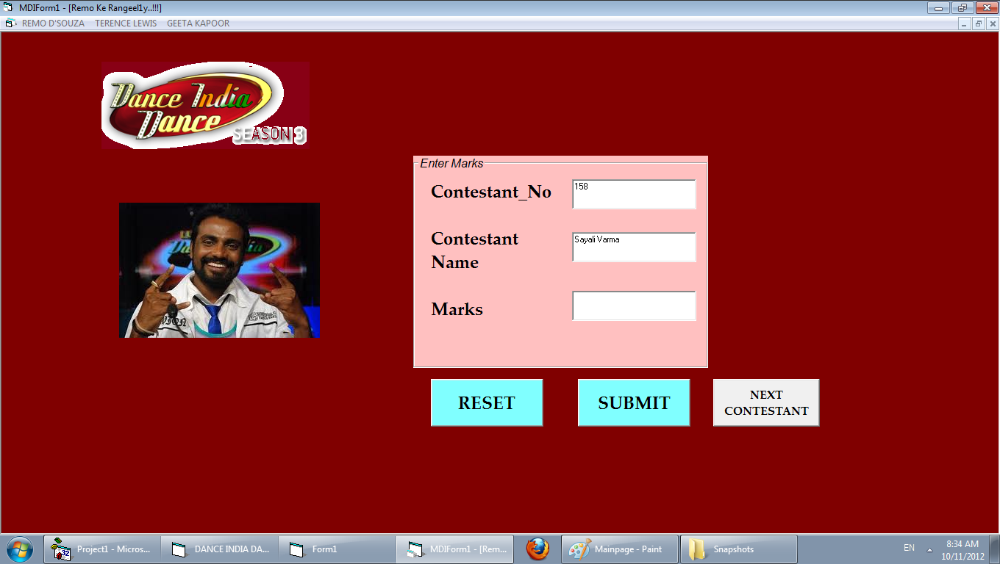 MDIForm1 - [Remo Ke Rangeel1y..!!!]
REMO D'SOUZA TERENCE LEWIS GEETA KAPOOR
Dance India
Dance
SEASON 3
Enter Marks
Contestant_No 158
Contestant
Name
Sayali Varma
Marks
RESET SUBMIT
NEXT
CONTESTANT
Project1 - Micros... DANCE INDIA DA... Form1 MDIForm1 - [Rem... Mainpage - Paint Snapshots EN
8:34 AM
10/11/2012